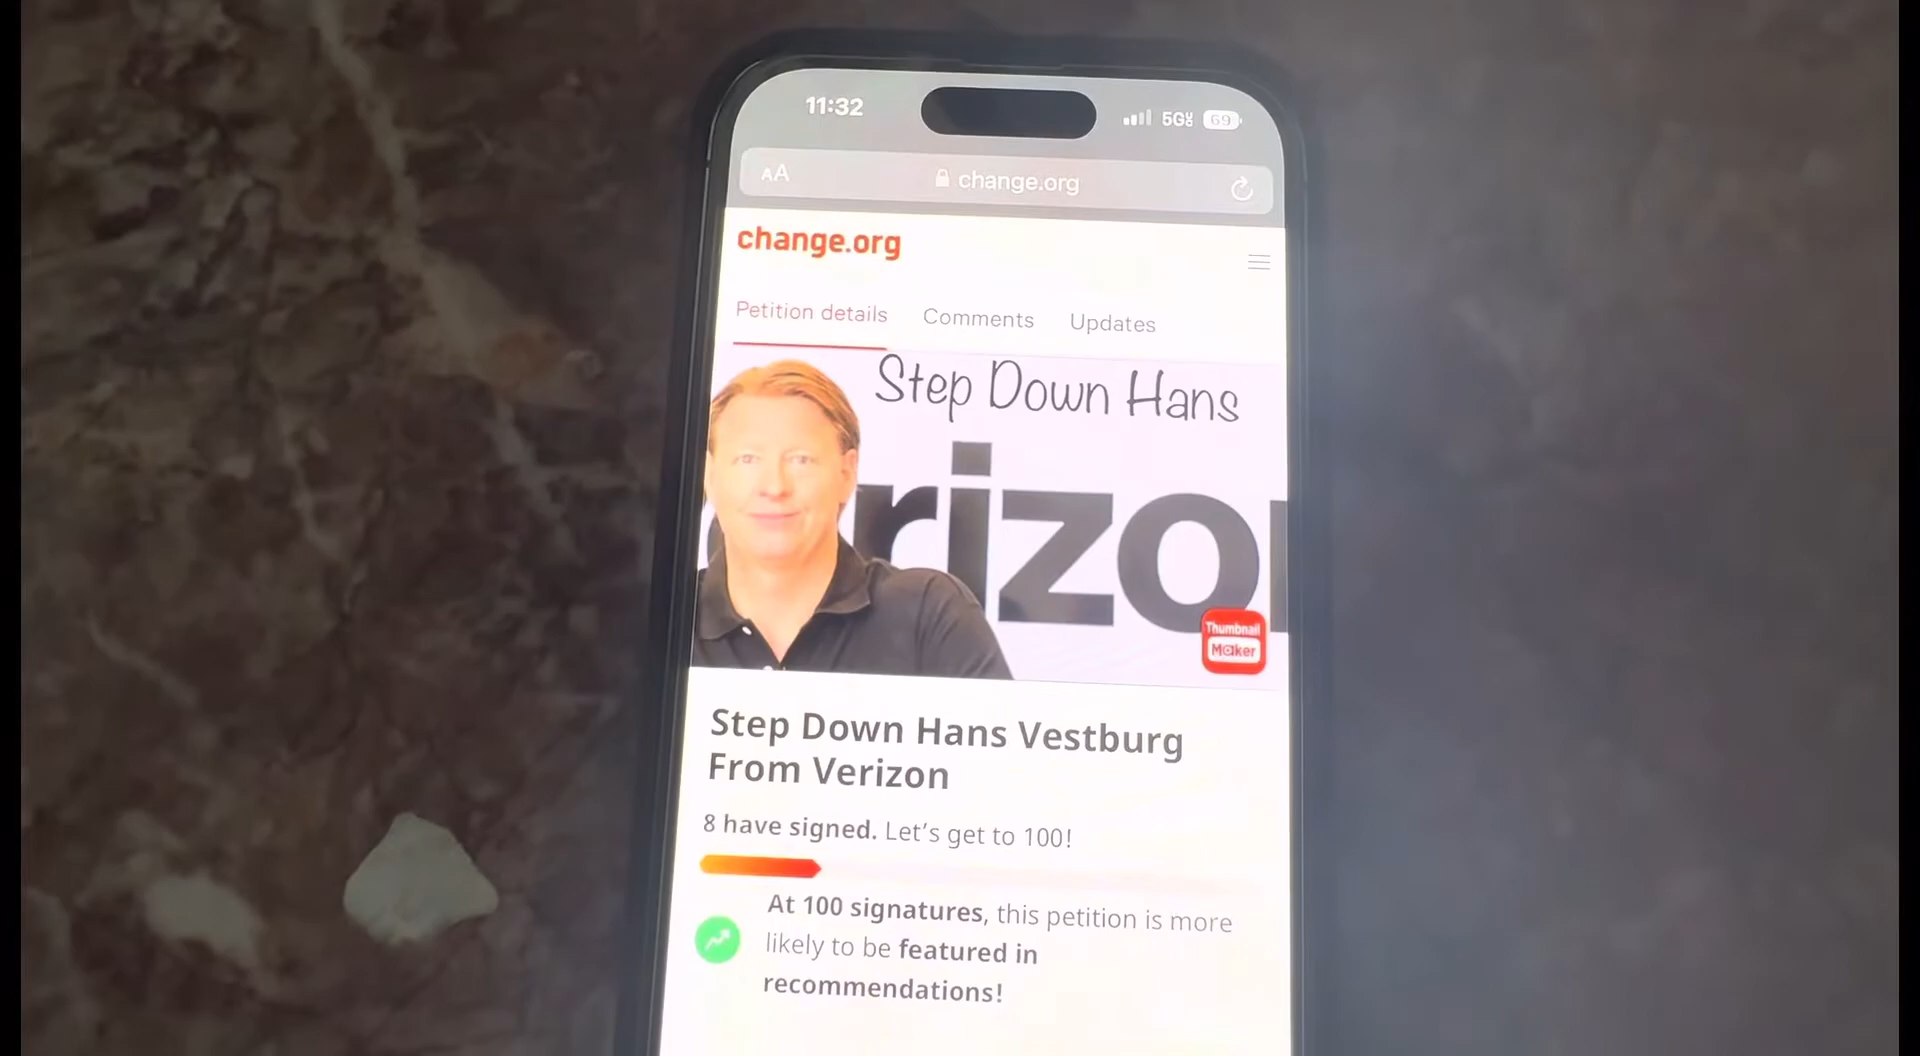 11:32
5G
69
AA
change.org
change.org
Petition details
Comments
Updates
Step Down Hans
rizo
Thumbnail
Maker
Step Down Hans Vestburg
From Verizon
8 have signed. Let's get to 100!
At 100 signatures, this petition is more
likely to be featured in
recommendations!